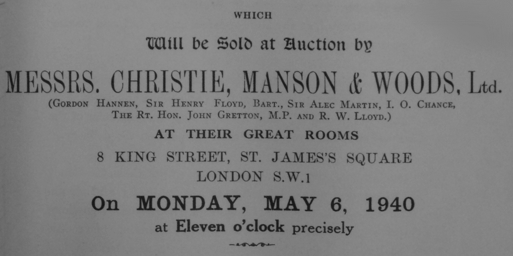 WHICH
Will be Sold at Auction by
MESSRS. CHRISTIE, MANSON & WOODS, Ltd.
(GORDON HANNEN, SIR HENRY FLOYD, BART., SIR ALEC MARTIN, I. O. CHANCE,
THE RT. HON. JOHN GRETTON, M.P. AND R. W. LLOYD.)
AT THEIR GREAT ROOMS
8 KING STREET, ST. JAMES'S SQUARE
LONDON S.W.1
On MONDAY, MAY 6, 1940
at Eleven o'clock precisely